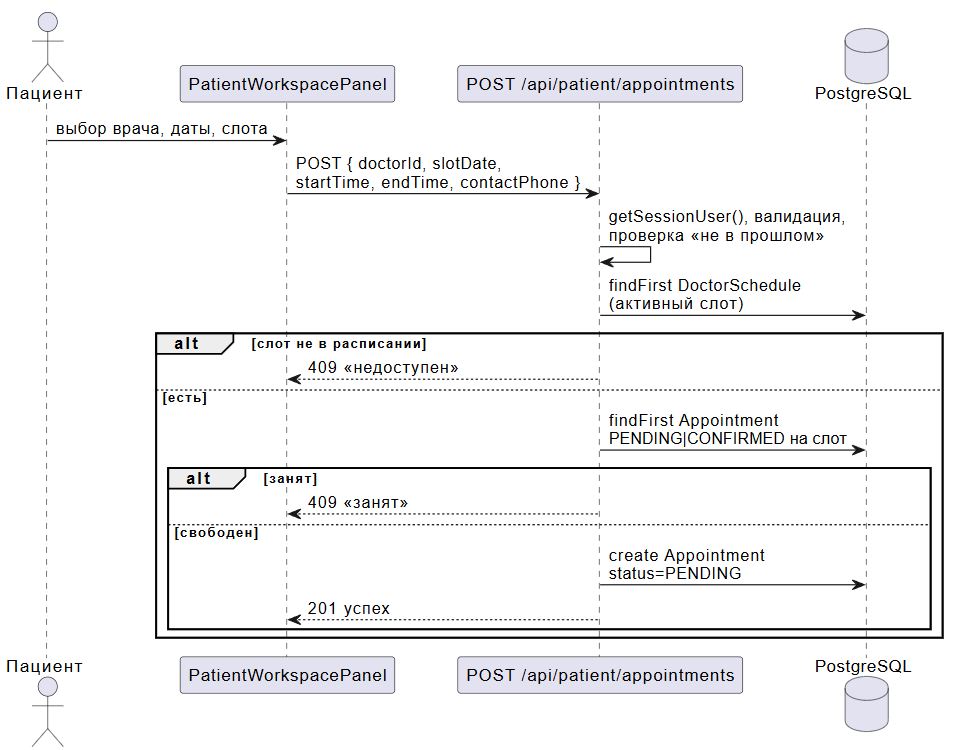 Пациент
PatientWorkspacePanel
POST /api/patient/appointments
PostgreSQL
выбор врача, даты, слота
POST { doctorId, slotDate,
startTime, endTime, contactPhone }
getSessionUser(), валидация,
проверка «не в прошлом»
findFirst DoctorSchedule
(активный слот)
alt
[слот не в расписании]
409 «недоступен»
[есть]
findFirst Appointment
PENDING|CONFIRMED на слот
alt
[занят]
409 «занят»
[свободен]
create Appointment
status=PENDING
201 успех
Пациент
PatientWorkspacePanel
POST /api/patient/appointments
PostgreSQL